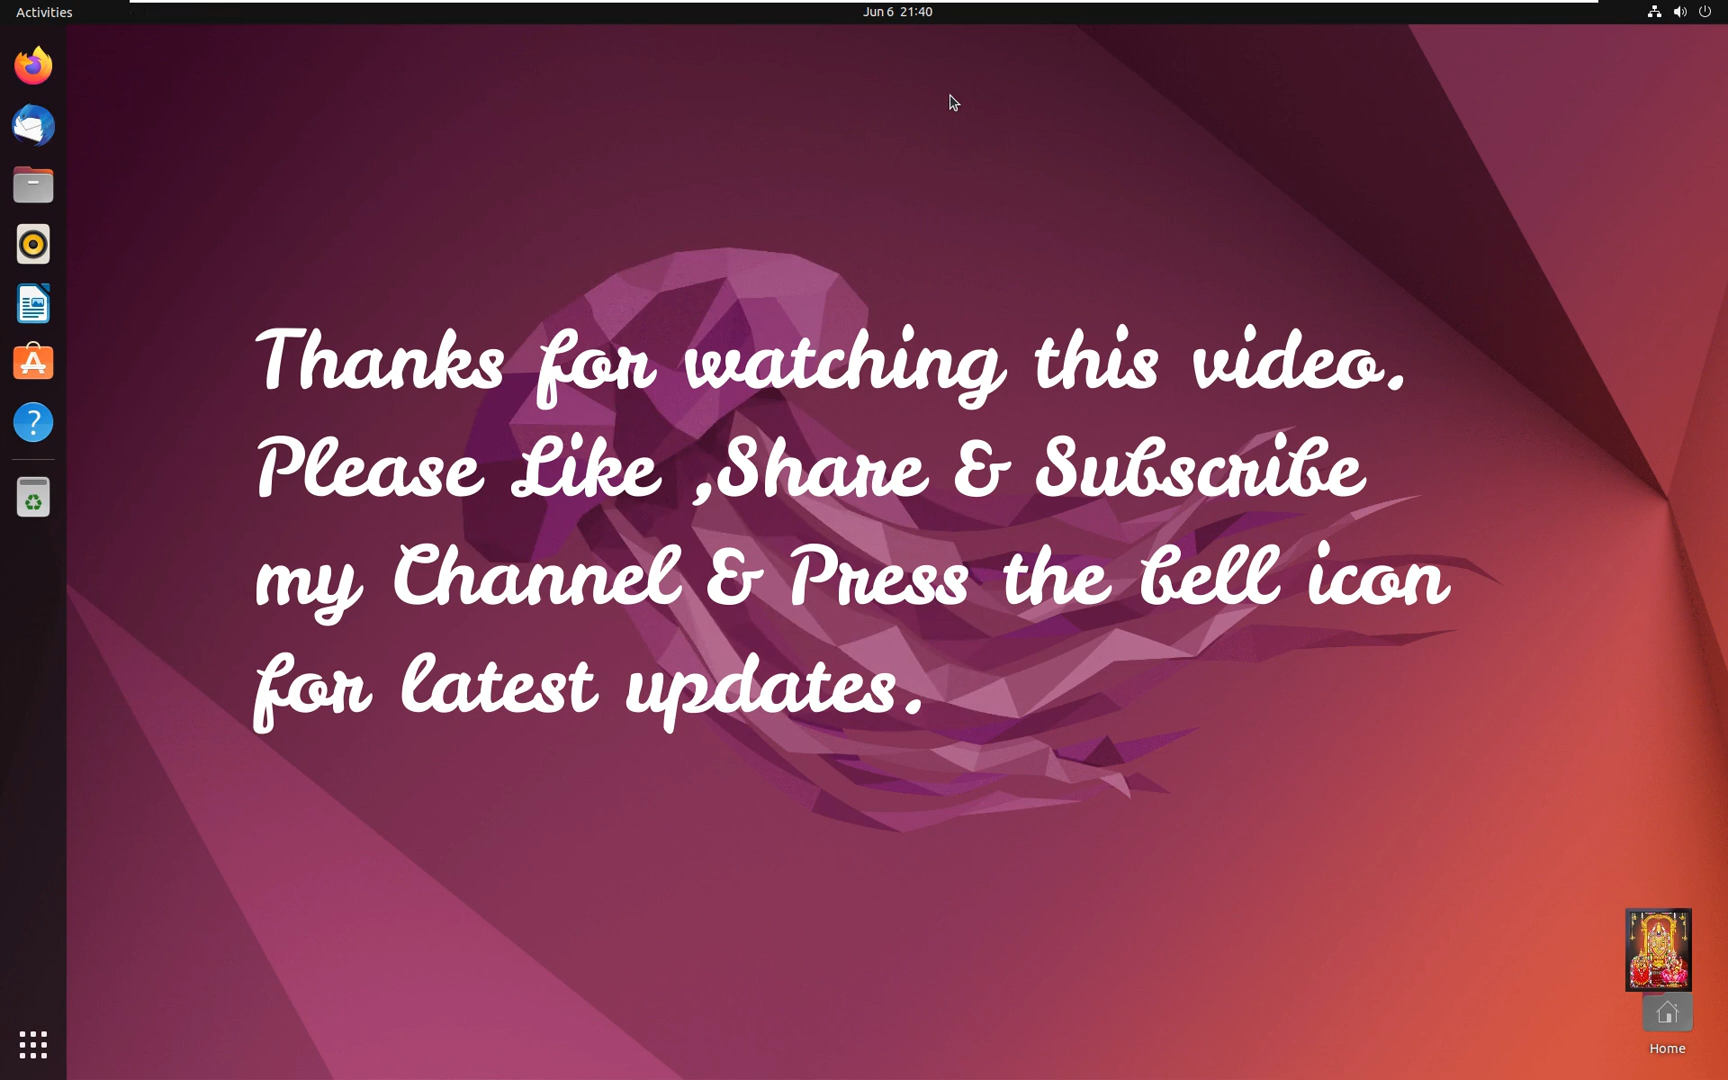 Activities
Jun 6 21:40
Thanks for watching this video.
Please Like ,Share & Subscribe
my Channel & Press the bell icon
for latest updates.
Home